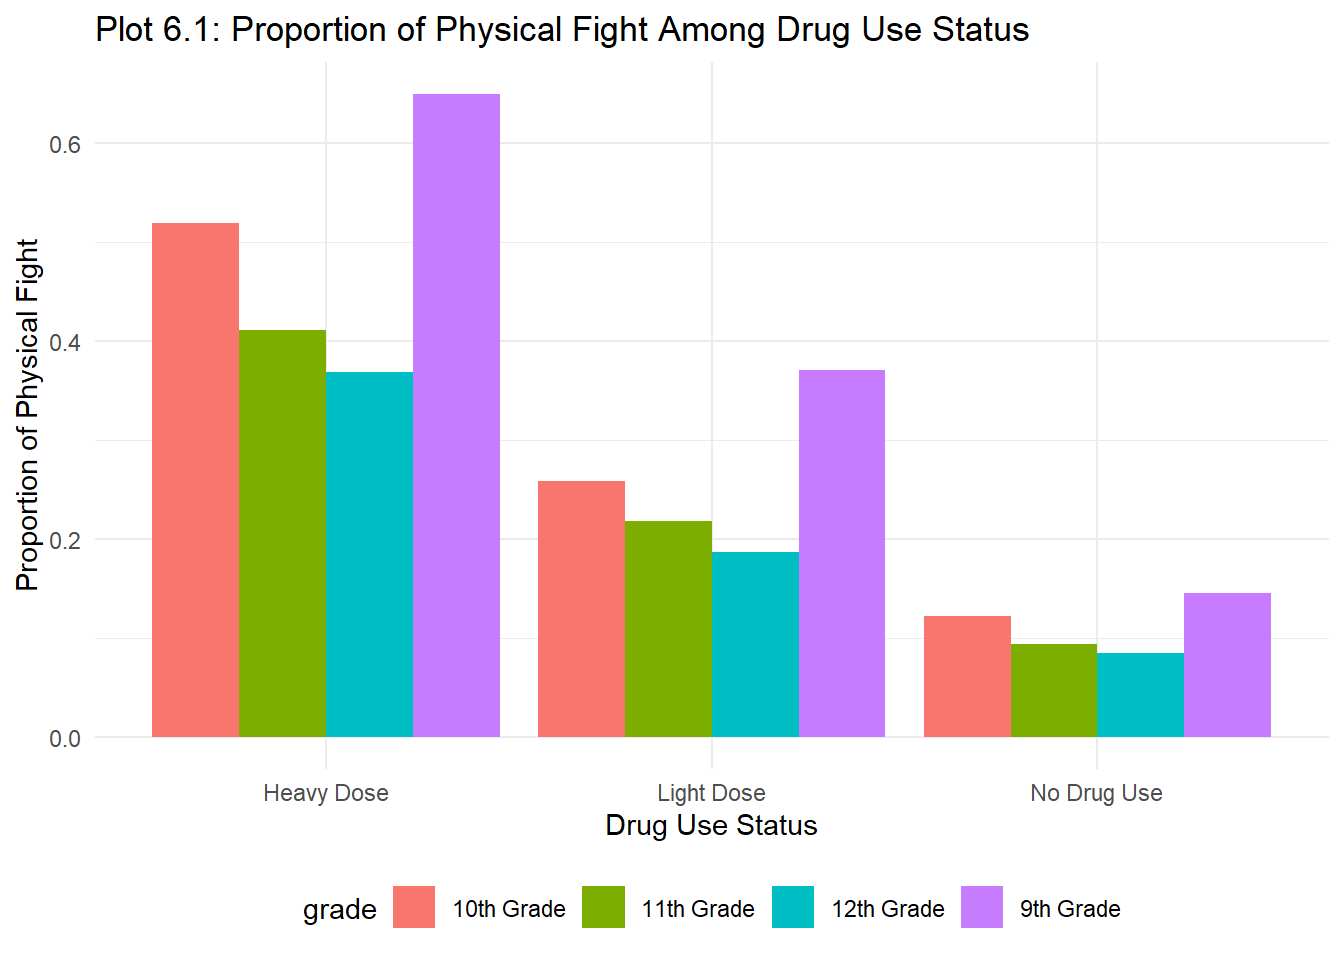 Plot 6.1: Proportion of Physical Fight Among Drug Use Status
Proportion of Physical Fight
0.6
0.4
0.2
0.0
Heavy Dose Light Dose No Drug Use
Drug Use Status
grade 10th Grade 11th Grade 12th Grade 9th Grade